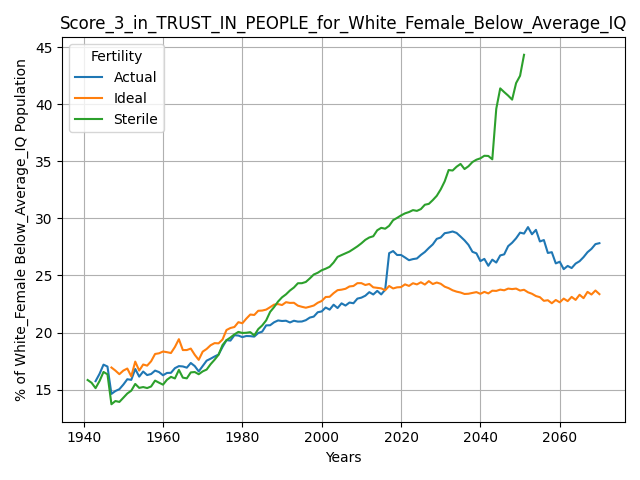 Score_3_in_TRUST_IN_PEOPLE_for_White_Female_Below_Average_IQ
% of White_Female Below_Average_IQ Population
45
40
35
30
25
20
15
Fertility
Actual
Ideal
Sterile
1940 1960 1980 2000 2020 2040 2060
Years